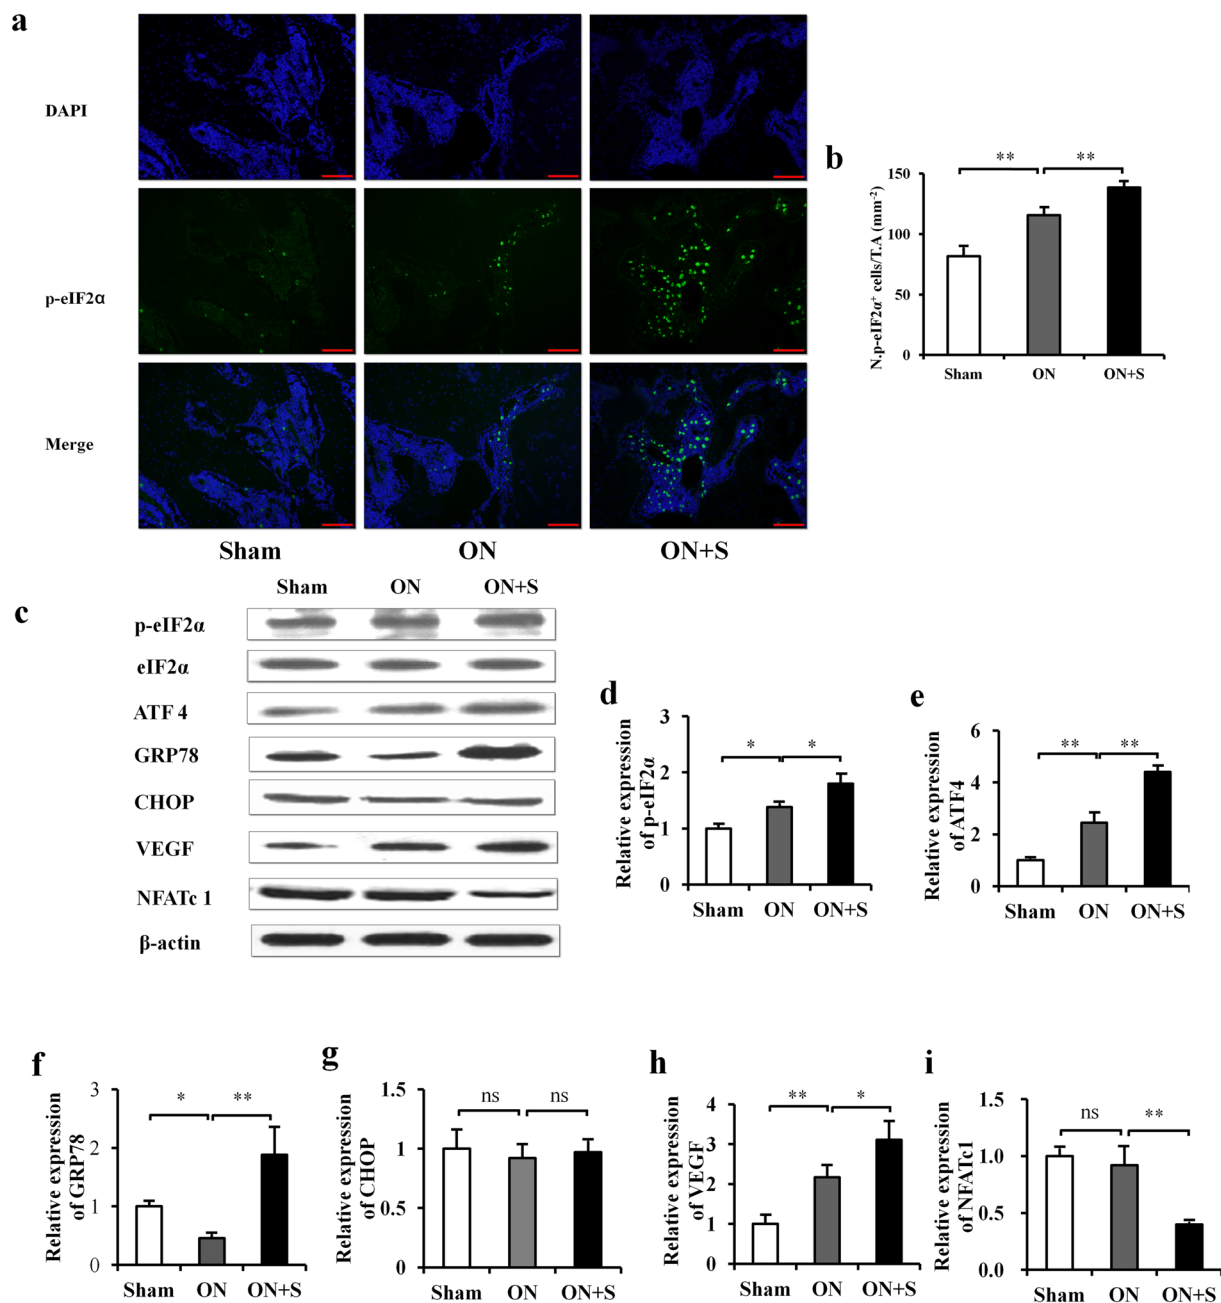 a
DAPI
p-eIF2α
Merge
Sham ON ON+S
b
N.p-eIF2α⁺ cells/T.A (mm⁻²)
** **
150
100
50
0
Sham ON ON+S
c
Sham ON ON+S
p-eIF2α
eIF2α
ATF 4
GRP78
CHOP
VEGF
NFATc 1
β-actin
d
Relative expression
of p-eIF2α
* *
3
2
1
0
Sham ON ON+S
e
Relative expression
of ATF4
** **
6
4
2
0
Sham ON ON+S
f
Relative expression
of GRP78
* **
3
2
1
0
Sham ON ON+S
g
Relative expression
of CHOP
ns ns
1.5
1
0.5
0
Sham ON ON+S
h
Relative expression
of VEGF
** *
4
3
2
1
0
Sham ON ON+S
i
Relative expression
of NFATc1
ns **
1.5
1.0
0.5
0.0
Sham ON ON+S